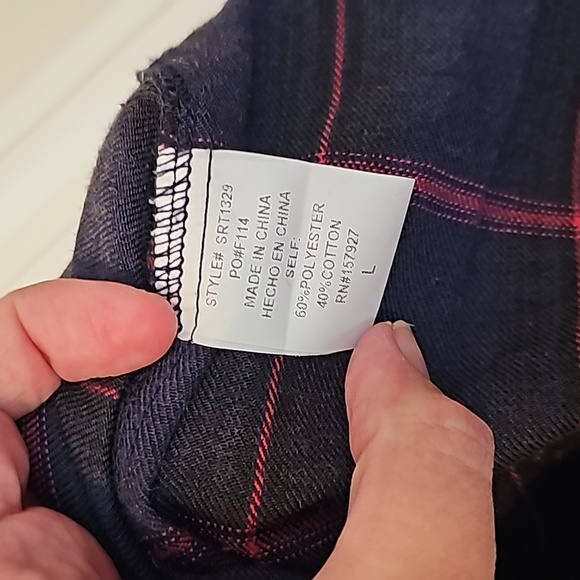 STYLE# SRT1329
PO#F114
MADE IN CHINA
HECHO EN CHINA
SELF:
60%POLYESTER
40%COTTON
RN#157927
L